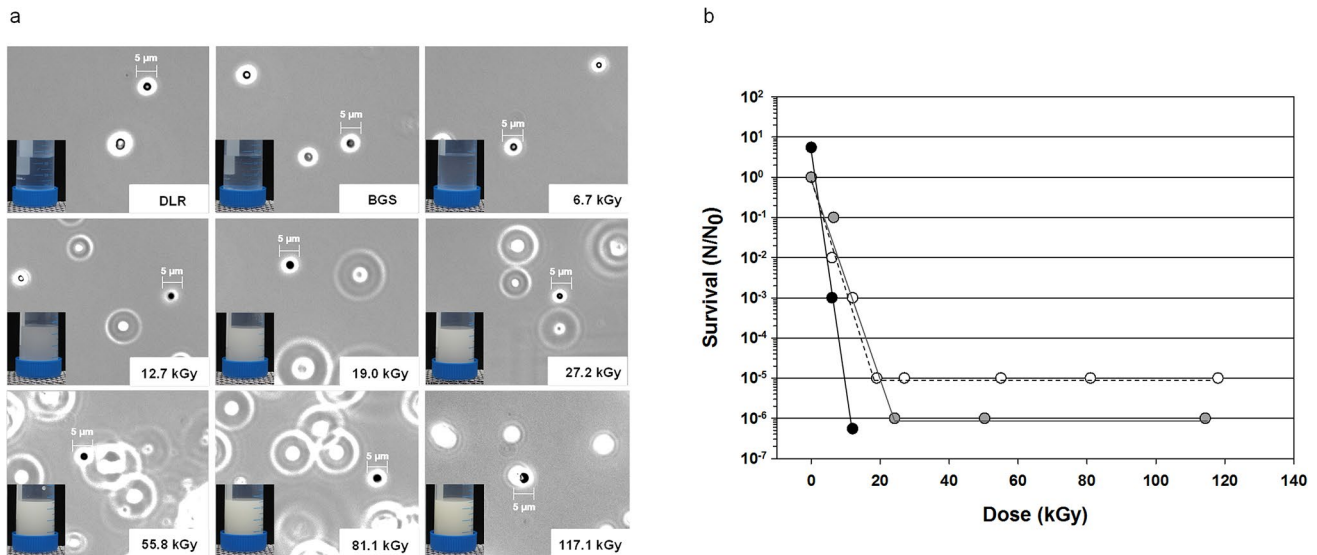 a
b
5 µm
5 µm
5 µm
DLR
BGS
6.7 kGy
5 µm
5 µm
5 µm
12.7 kGy
19.0 kGy
27.2 kGy
5 µm
5 µm
5 µm
55.8 kGy
81.1 kGy
117.1 kGy
Survival (N/N0)
10²
10¹
10⁰
10⁻¹
10⁻²
10⁻³
10⁻⁴
10⁻⁵
10⁻⁶
10⁻⁷
0 20 40 60 80 100 120 140
Dose (kGy)